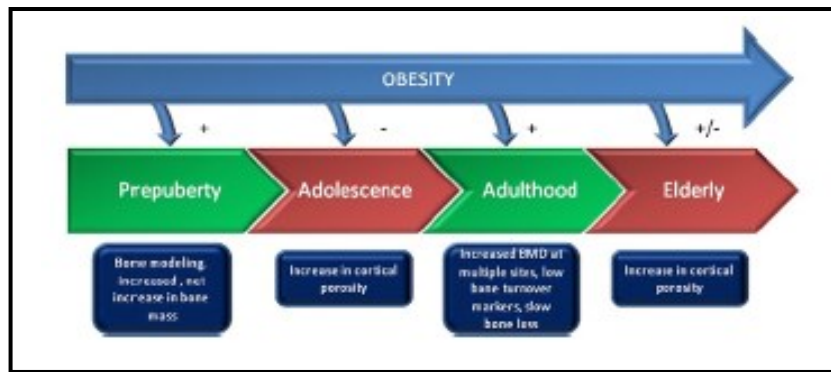 OBESITY
+
-
+
+/-
Prepuberty
Adolescence
Adulthood
Elderly
Bone modeling,
increased , net
increase in bone
mass
Increase in cortical
porosity
Increased BMD at
multiple sites, low
bone turnover
markers, slow
bone loss
Increase in cortical
porosity